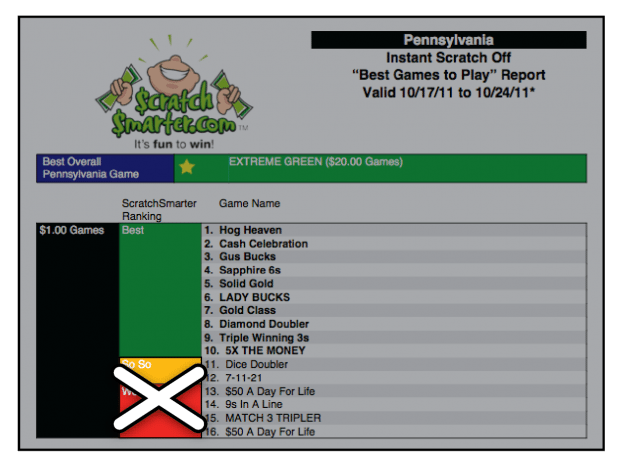 Pennsylvania
Instant Scratch Off
“Best Games to Play” Report
Valid 10/17/11 to 10/24/11*
$cratch
$marter.com TM
It's fun to win!
Best Overall
Pennsylvania Game
EXTREME GREEN ($20.00 Games)
ScratchSmarter
Ranking
Game Name
$1.00 Games
Best
1. Hog Heaven
2. Cash Celebration
3. Gus Bucks
4. Sapphire 6s
5. Solid Gold
6. LADY BUCKS
7. Gold Class
8. Diamond Doubler
9. Triple Winning 3s
10. 5X THE MONEY
So So
11. Dice Doubler
12. 7-11-21
13. $50 A Day For Life
14. 9s In A Line
15. MATCH 3 TRIPLER
16. $50 A Day For Life